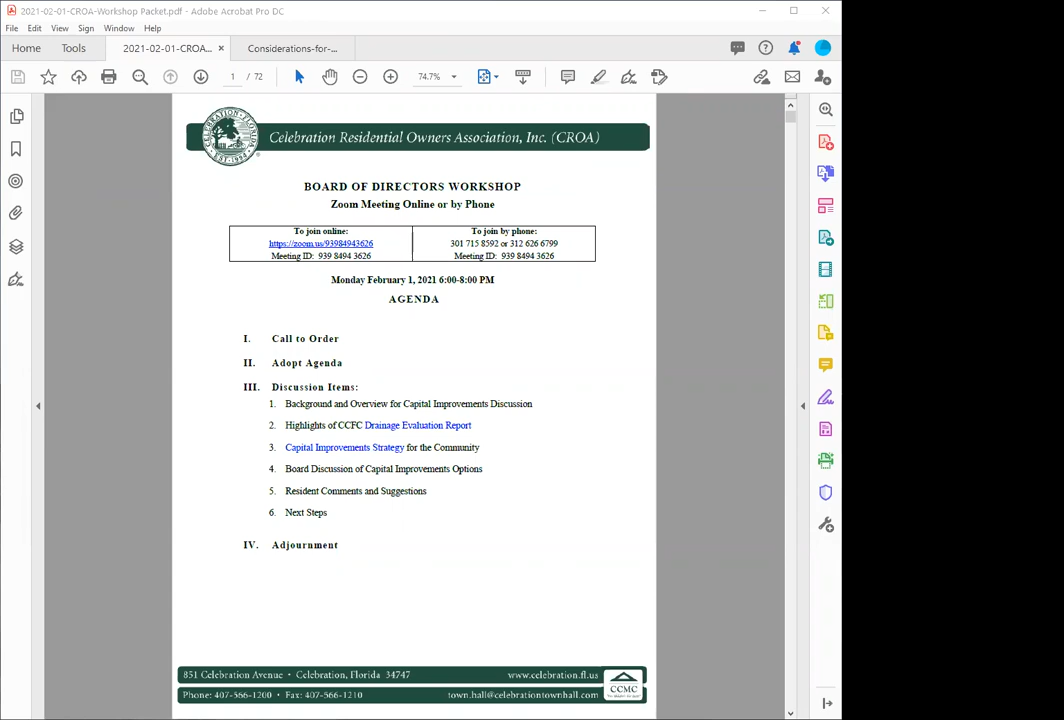 2021-02-01-CROA-Workshop Packet.pdf - Adobe Acrobat Pro DC
File Edit View Sign Window Help
Home Tools 2021-02-01-CROA... × Considerations-for-...
1 / 72 74.7%
CELEBRATION, FLORIDA
EST. 1994
Celebration Residential Owners Association, Inc. (CROA)
BOARD OF DIRECTORS WORKSHOP
Zoom Meeting Online or by Phone
To join online: To join by phone:
https://zoom.us/93984943626 301 715 8592 or 312 626 6799
Meeting ID: 939 8494 3626 Meeting ID: 939 8494 3626
Monday February 1, 2021 6:00-8:00 PM
AGENDA
I. Call to Order
II. Adopt Agenda
III. Discussion Items:
1. Background and Overview for Capital Improvements Discussion
2. Highlights of CCFC Drainage Evaluation Report
3. Capital Improvements Strategy for the Community
4. Board Discussion of Capital Improvements Options
5. Resident Comments and Suggestions
6. Next Steps
IV. Adjournment
851 Celebration Avenue • Celebration, Florida 34747 www.celebration.fl.us
Phone: 407-566-1200 • Fax: 407-566-1210 town.hall@celebrationtownhall.com
CCMC